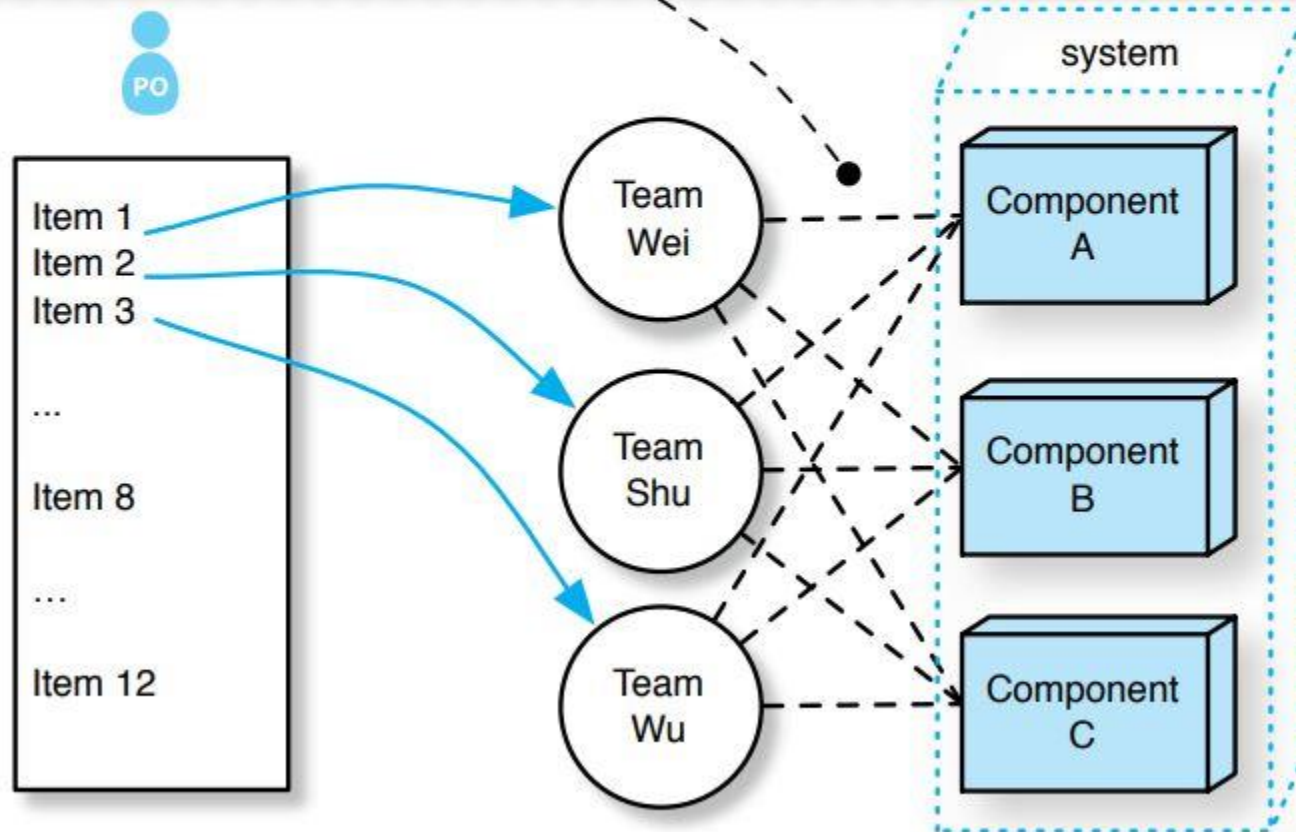 PO
system
Item 1
Item 2
Item 3
...
Item 8
...
Item 12
Team
Wei
Team
Shu
Team
Wu
Component
A
Component
B
Component
C